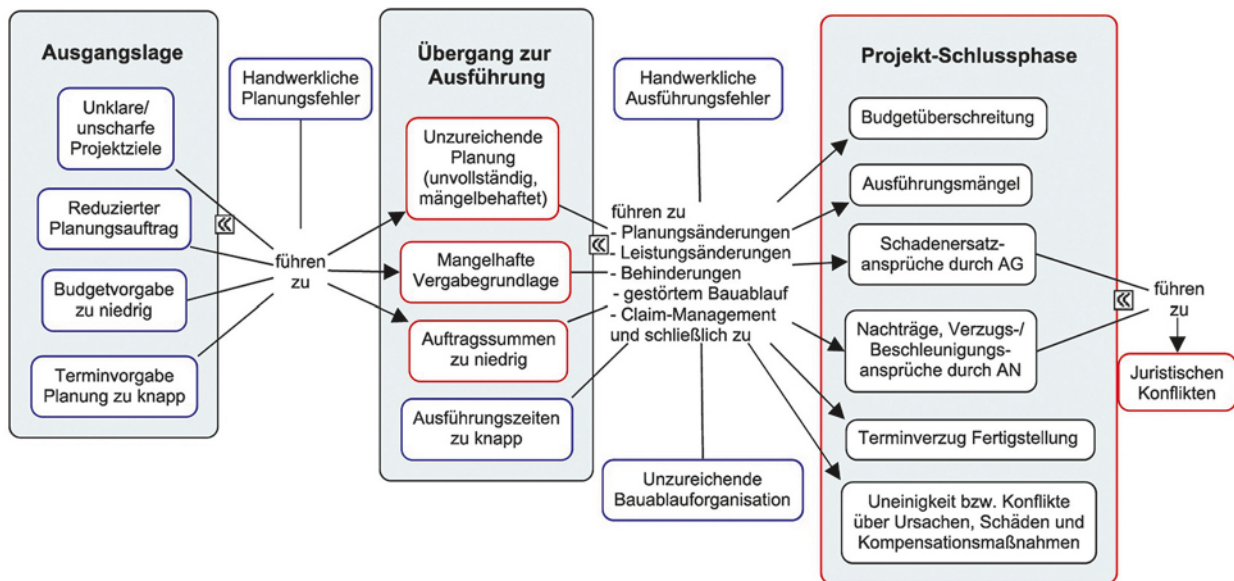 Ausgangslage
Unklare/
unscharfe
Projektziele
Reduzierter
Planungsauftrag
Budgetvorgabe
zu niedrig
Terminvorgabe
Planung zu knapp
Handwerkliche
Planungsfehler
führen
zu
Übergang zur
Ausführung
Unzureichende
Planung
(unvollständig,
mängelbehaftet)
Mangelhafte
Vergabegrundlage
Auftragssummen
zu niedrig
Ausführungszeiten
zu knapp
Handwerkliche
Ausführungsfehler
führen zu
- Planungsänderungen
- Leistungsänderungen
- Behinderungen
- gestörtem Bauablauf
- Claim-Management
und schließlich zu
Unzureichende
Bauablauforganisation
Projekt-Schlussphase
Budgetüberschreitung
Ausführungsmängel
Schadenersatz-
ansprüche durch AG
Nachträge, Verzugs-/
Beschleunigungs-
ansprüche durch AN
Terminverzug Fertigstellung
Uneinigkeit bzw. Konflikte
über Ursachen, Schäden und
Kompensationsmaßnahmen
führen
zu
Juristischen
Konflikten